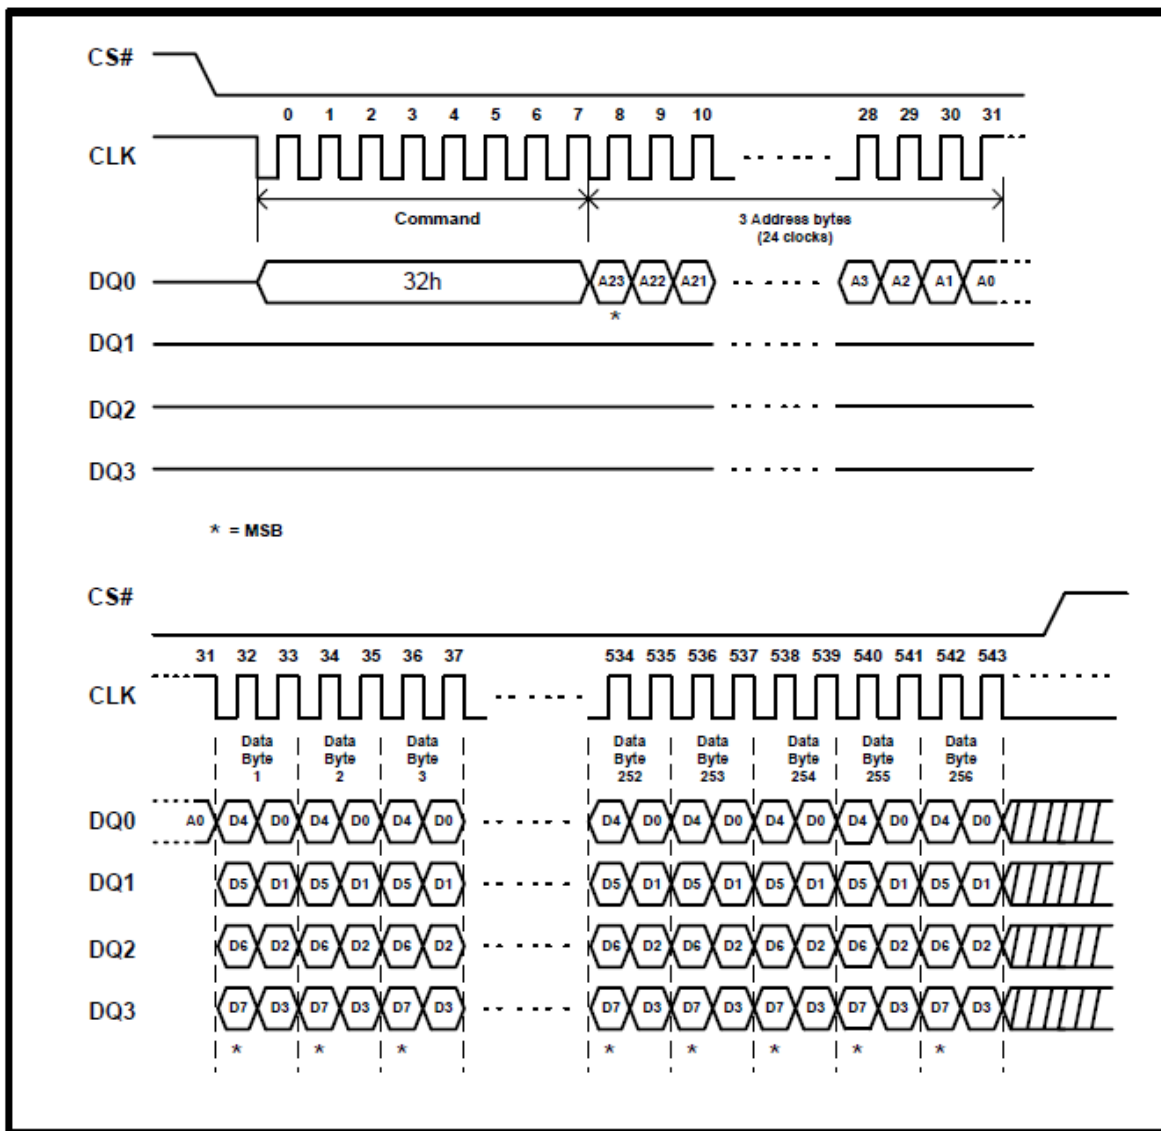 CS#
0 1 2 3 4 5 6 7 8 9 10 28 29 30 31
CLK
Command
3 Address bytes
(24 clocks)
DQ0 32h A23 A22 A21 A3 A2 A1 A0
*
DQ1
DQ2
DQ3
* = MSB
CS#
31 32 33 34 35 36 37 534 535 536 537 538 539 540 541 542 543
CLK
Data Data Data Data Data Data Data Data
Byte Byte Byte Byte Byte Byte Byte Byte
1 2 3 252 253 254 255 256
DQ0 A0 D4 D0 D4 D0 D4 D0 D4 D0 D4 D0 D4 D0 D4 D0 D4 D0
DQ1 D5 D1 D5 D1 D5 D1 D5 D1 D5 D1 D5 D1 D5 D1 D5 D1
DQ2 D6 D2 D6 D2 D6 D2 D6 D2 D6 D2 D6 D2 D6 D2 D6 D2
DQ3 D7 D3 D7 D3 D7 D3 D7 D3 D7 D3 D7 D3 D7 D3 D7 D3
* * * * * * * *